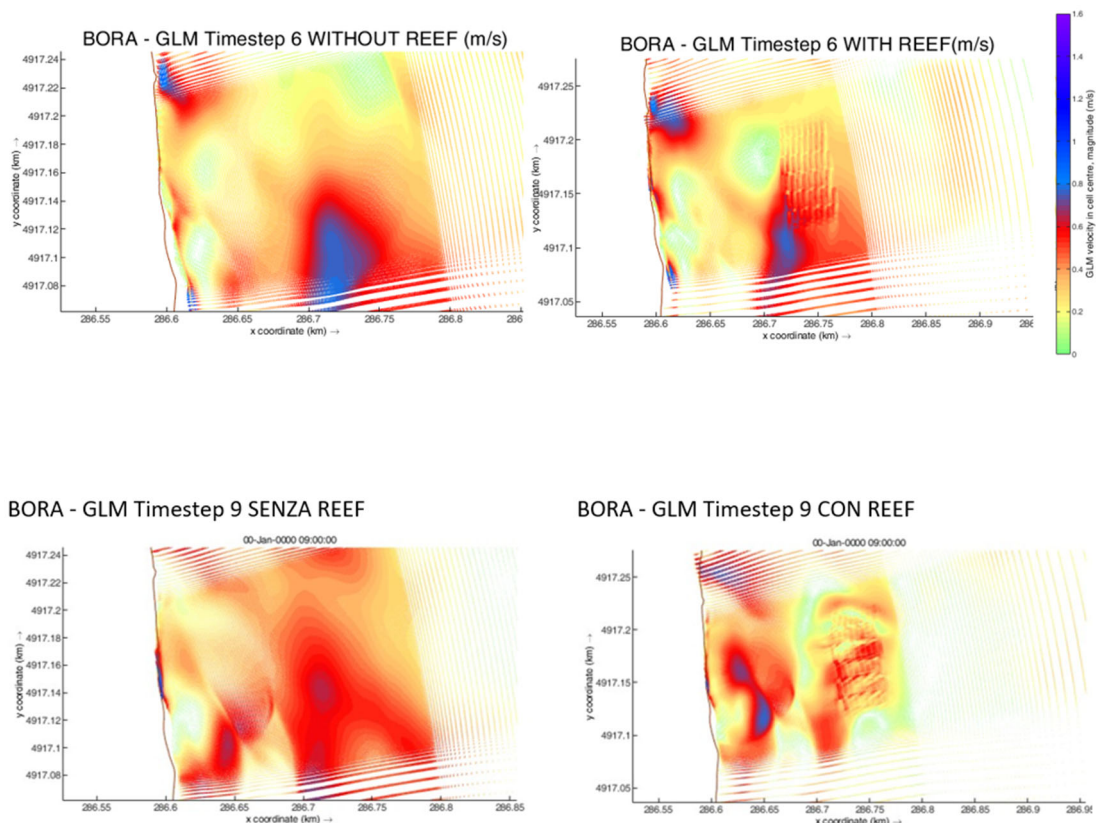 BORA - GLM Timestep 6 WITHOUT REEF (m/s)
4917.24
4917.22
4917.2
4917.18
4917.16
4917.14
4917.12
4917.1
4917.08
y coordinate (km) →
286.55 286.6 286.65 286.7 286.75 286.8 286
x coordinate (km) →
BORA - GLM Timestep 6 WITH REEF(m/s)
4917.25
4917.2
4917.15
4917.1
4917.05
y coordinate (km) →
286.55 286.6 286.65 286.7 286.75 286.8 286.85 286.9
x coordinate (km) →
1.6
1.4
1.2
1
0.8
0.6
0.4
0.2
0
GLM velocity in cell centre, magnitude (m/s)
BORA - GLM Timestep 9 SENZA REEF
00-Jan-0000 09:00:00
4917.24
4917.22
4917.2
4917.18
4917.16
4917.14
4917.12
4917.1
4917.08
y coordinate (km) →
286.55 286.6 286.65 286.7 286.75 286.8 286.85
x coordinate (km) →
BORA - GLM Timestep 9 CON REEF
00-Jan-0000 09:00:00
4917.25
4917.2
4917.15
4917.1
4917.05
y coordinate (km) →
286.55 286.6 286.65 286.7 286.75 286.8 286.85 286.9 286.95
x coordinate (km) →